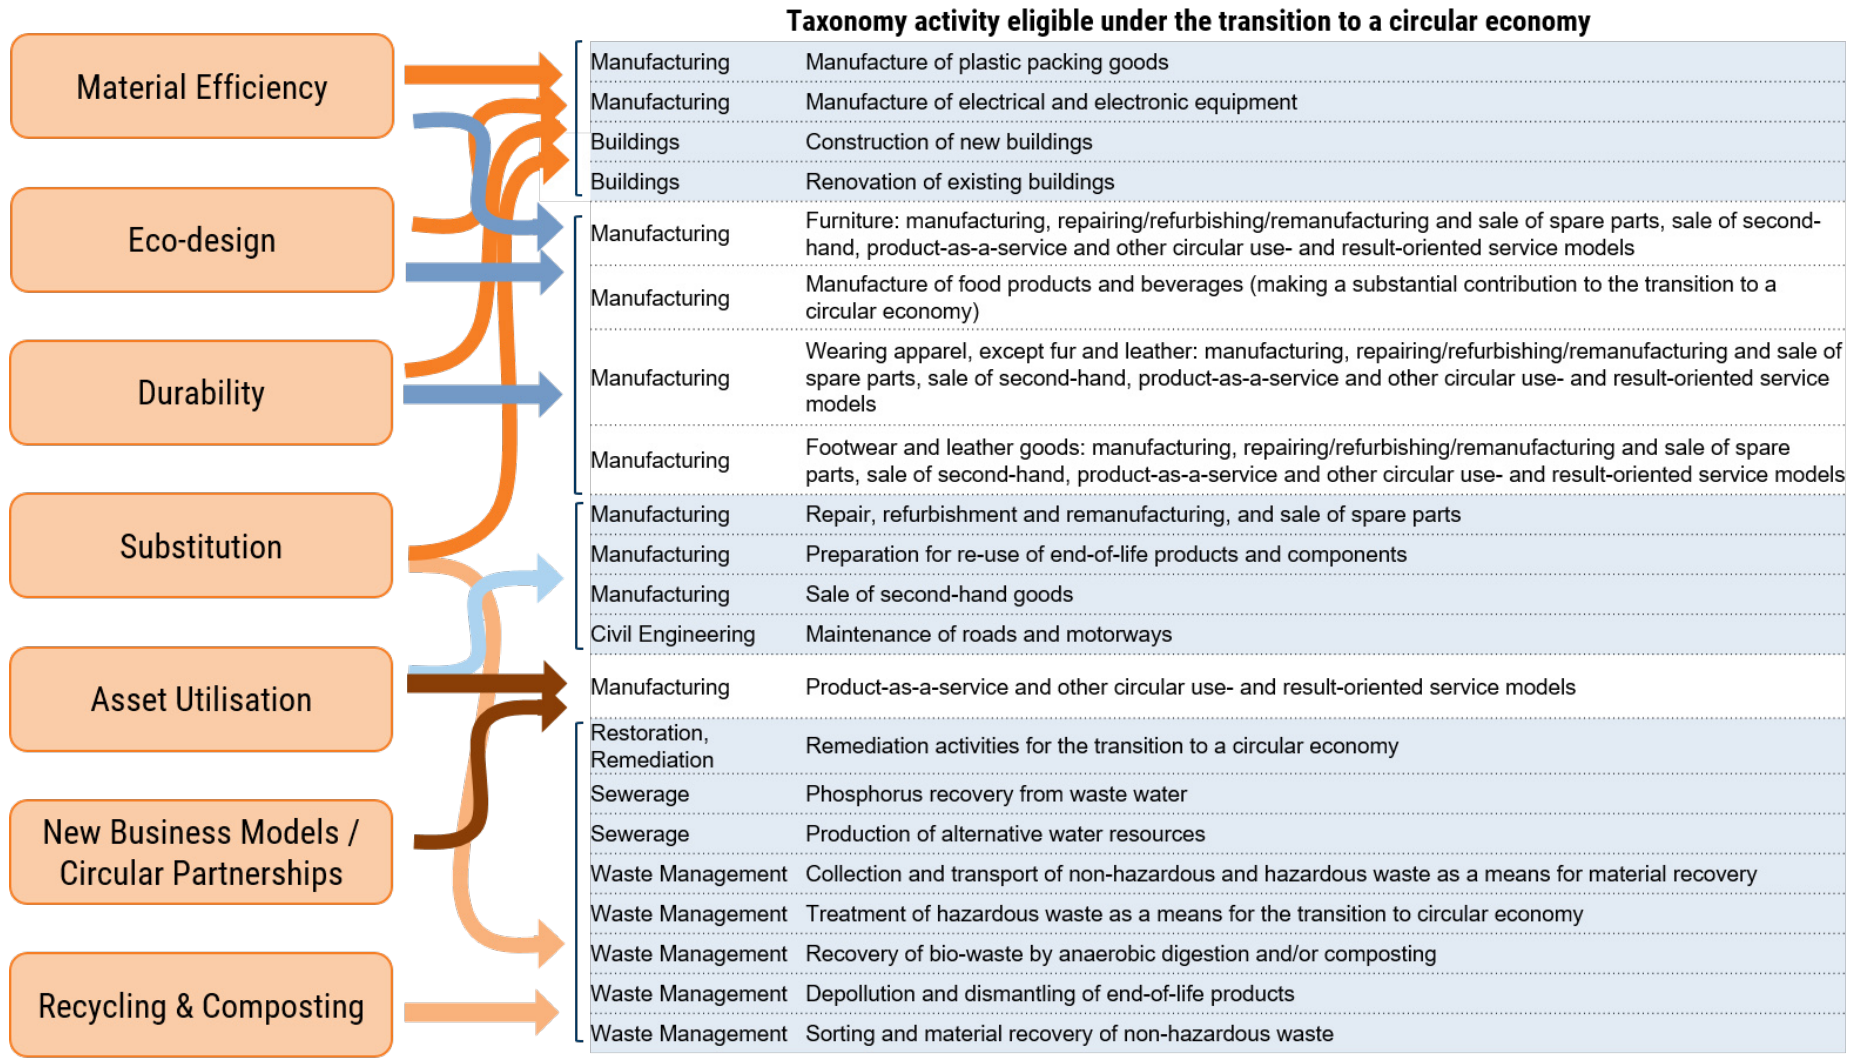 Taxonomy activity eligible under the transition to a circular economy
Material Efficiency
Eco-design
Durability
Substitution
Asset Utilisation
New Business Models /
Circular Partnerships
Recycling & Composting
Manufacturing Manufacture of plastic packing goods
Manufacturing Manufacture of electrical and electronic equipment
Buildings Construction of new buildings
Buildings Renovation of existing buildings
Manufacturing
Furniture: manufacturing, repairing/refurbishing/remanufacturing and sale of spare parts, sale of second-
hand, product-as-a-service and other circular use- and result-oriented service models
Manufacturing
Manufacture of food products and beverages (making a substantial contribution to the transition to a
circular economy)
Manufacturing
Wearing apparel, except fur and leather: manufacturing, repairing/refurbishing/remanufacturing and sale of
spare parts, sale of second-hand, product-as-a-service and other circular use- and result-oriented service
models
Manufacturing
Footwear and leather goods: manufacturing, repairing/refurbishing/remanufacturing and sale of spare
parts, sale of second-hand, product-as-a-service and other circular use- and result-oriented service models
Manufacturing Repair, refurbishment and remanufacturing, and sale of spare parts
Manufacturing Preparation for re-use of end-of-life products and components
Manufacturing Sale of second-hand goods
Civil Engineering Maintenance of roads and motorways
Manufacturing Product-as-a-service and other circular use- and result-oriented service models
Restoration,
Remediation
Remediation activities for the transition to a circular economy
Sewerage Phosphorus recovery from waste water
Sewerage Production of alternative water resources
Waste Management Collection and transport of non-hazardous and hazardous waste as a means for material recovery
Waste Management Treatment of hazardous waste as a means for the transition to circular economy
Waste Management Recovery of bio-waste by anaerobic digestion and/or composting
Waste Management Depollution and dismantling of end-of-life products
Waste Management Sorting and material recovery of non-hazardous waste